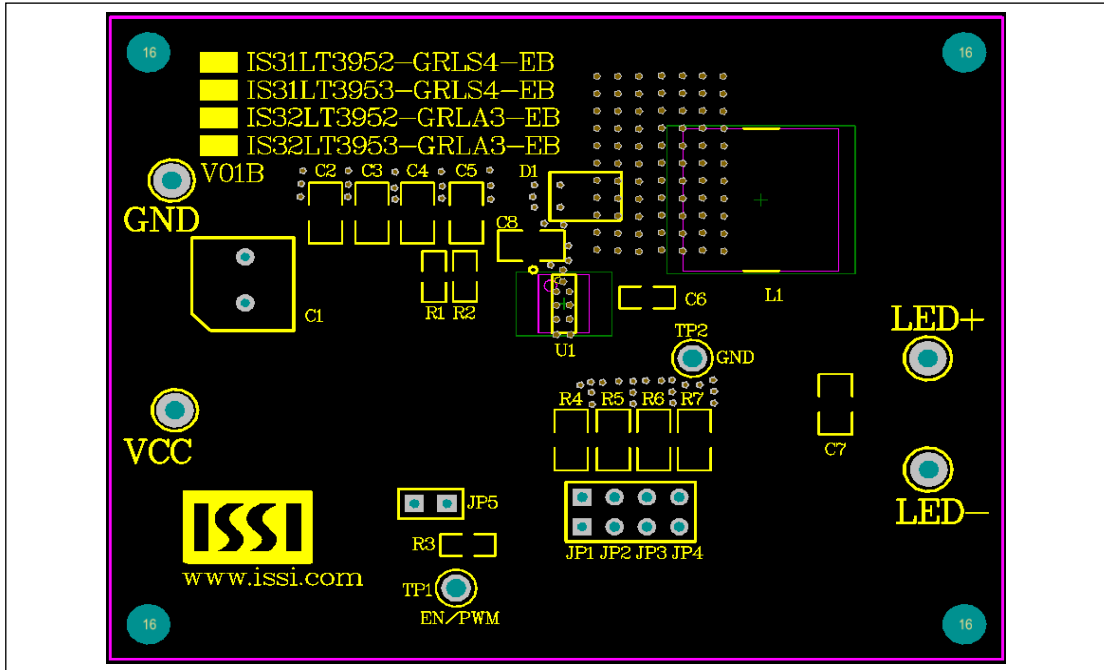 16
16
IS31LT3952-GRLS4-EB
IS31LT3953-GRLS4-EB
IS32LT3952-GRLA3-EB
IS32LT3953-GRLA3-EB
V01B
C2 C3 C4 C5 D1
GND
C8
R1 R2
C1
C6
L1
U1
TP2
GND
LED+
VCC
R4 R5 R6 R7
C7
LED-
JP5
ISSI
www.issi.com
R3
JP1 JP2 JP3 JP4
TP1
EN/PWM
16
16